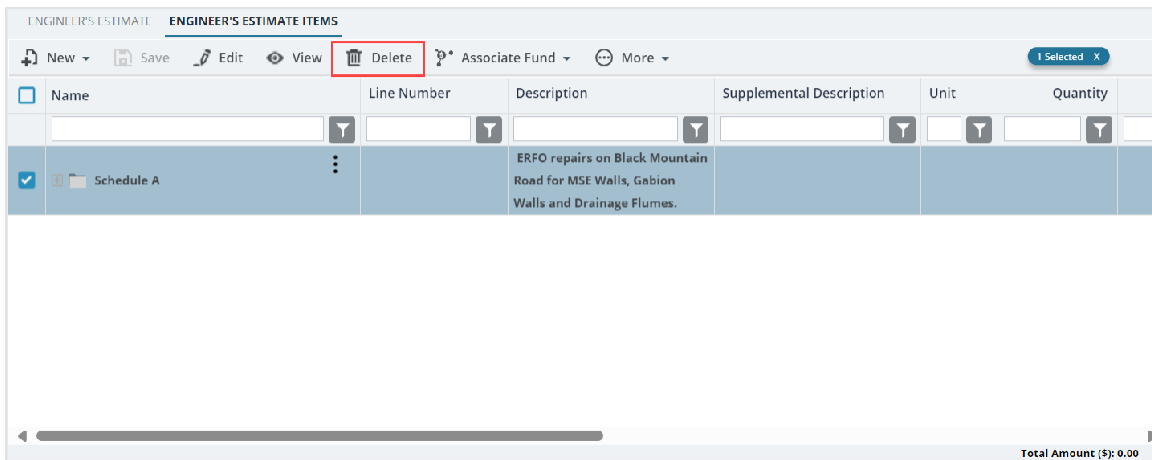 ENGINEER'S ESTIMATE ENGINEER'S ESTIMATE ITEMS
New Save Edit View Delete Associate Fund More 1 Selected X
Name Line Number Description Supplemental Description Unit Quantity
Schedule A
ERFO repairs on Black Mountain
Road for MSE Walls, Gabion
Walls and Drainage Flumes.
Total Amount ($): 0.00